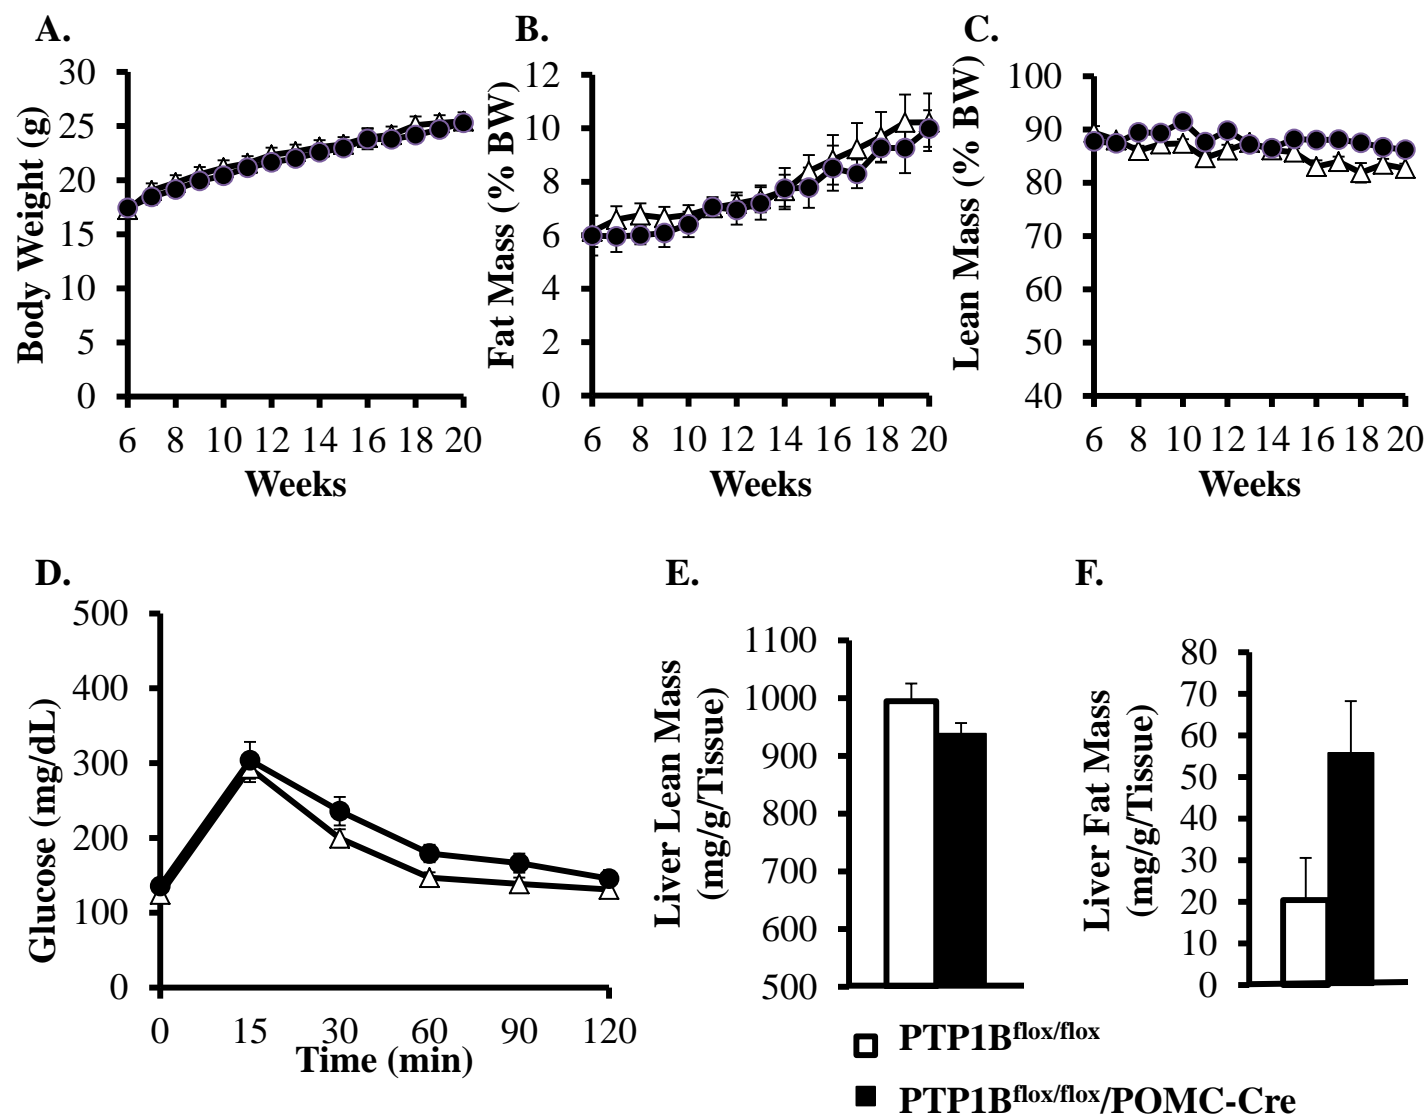 A.
Body Weight (g)
30
25
20
15
10
5
0
6 8 10 12 14 16 18 20
Weeks
B.
Fat Mass (% BW)
12
10
8
6
4
2
0
6 8 10 12 14 16 18 20
Weeks
C.
Lean Mass (% BW)
100
90
80
70
60
50
40
6 8 10 12 14 16 18 20
Weeks
D.
Glucose (mg/dL)
500
400
300
200
100
0
0 15 30 60 90 120
Time (min)
E.
Liver Lean Mass
(mg/g/Tissue)
1100
1000
900
800
700
600
500
F.
Liver Fat Mass
(mg/g/Tissue)
80
70
60
50
40
30
20
10
0
PTP1Bflox/flox
PTP1Bflox/flox/POMC-Cre